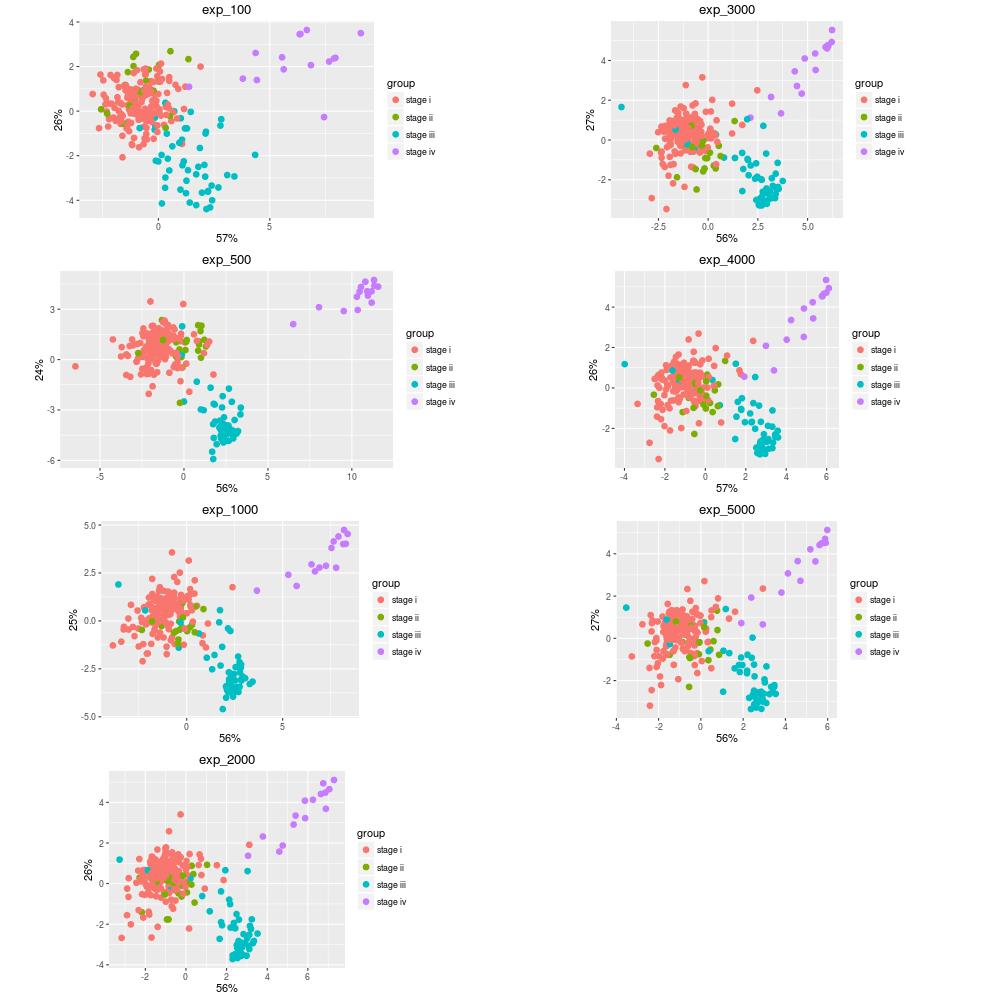 exp_100
4
2
0
-2
-4
26%
0
5
57%
group
stage i
stage ii
stage iii
stage iv
exp_500
3
0
-3
-6
24%
-5
0
5
10
56%
group
stage i
stage ii
stage iii
stage iv
exp_1000
5.0
2.5
0.0
-2.5
-5.0
25%
0
5
56%
group
stage i
stage ii
stage iii
stage iv
exp_2000
4
2
0
-2
-4
26%
-2
0
2
4
6
56%
group
stage i
stage ii
stage iii
stage iv
exp_3000
4
2
0
-2
27%
-2.5
0.0
2.5
5.0
56%
group
stage i
stage ii
stage iii
stage iv
exp_4000
4
2
0
-2
26%
-4
-2
0
2
4
6
57%
group
stage i
stage ii
stage iii
stage iv
exp_5000
4
2
0
-2
27%
-4
-2
0
2
4
6
56%
group
stage i
stage ii
stage iii
stage iv